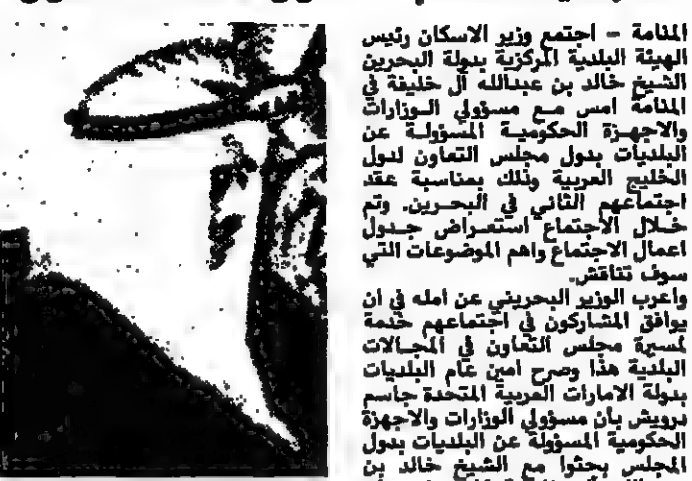 المنامة - اجتمع وزير الاسكان رئيس
الهيئة البلدية المركزية بدولة البحرين
الشيخ خالد بن عبدالله آل خليفة في
المنامة امس مع مسؤولي الوزارات
والاجهزة الحكومية المسؤولة عن
البلديات بدول مجلس التعاون لدول
الخليج العربية وذلك بمناسبة عقد
اجتماعهم الثاني في البحرين. وتم
خلال الاجتماع استعراض جدول
اعمال الاجتماع واهم الموضوعات التي
سوف تناقش.
واعرب الوزير البحريني عن امله في ان
يوافق المشاركون في اجتماعهم خدمة
لمسيرة مجلس التعاون في المجالات
البلدية هذا وصرح امين عام البلديات
بدولة الامارات العربية المتحدة جاسم
درويش بأن مسؤولي الوزارات والاجهزة
الحكومية المسؤولة عن البلديات بدول
المجلس بحثوا مع الشيخ خالد بن